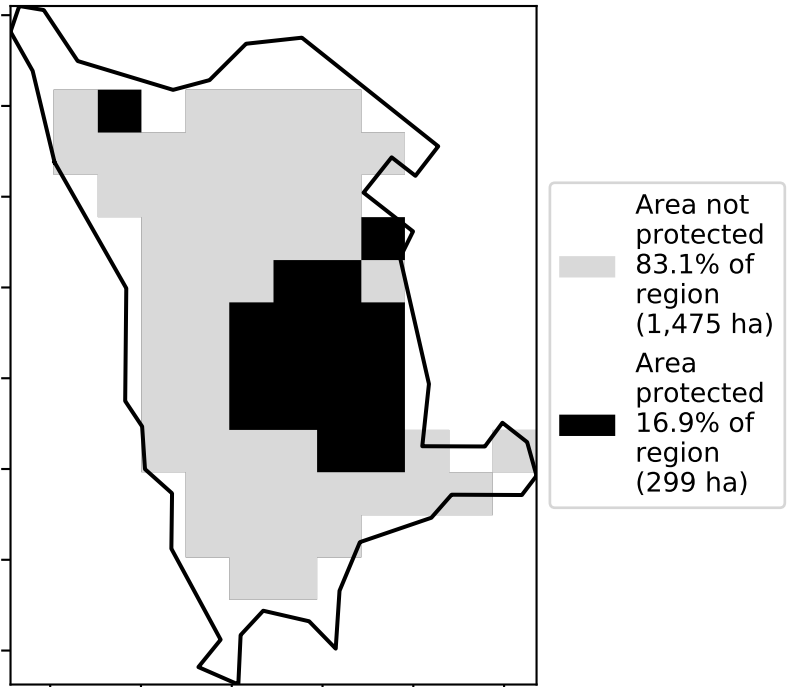 Area not
protected
83.1% of
region
(1,475 ha)
Area
protected
16.9% of
region
(299 ha)